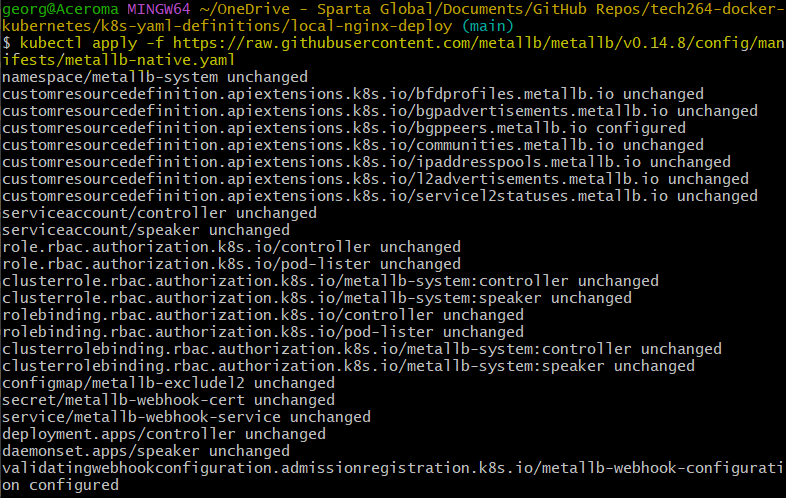 georg@Aceroma MINGW64 ~/OneDrive - Sparta Global/Documents/GitHub Repos/tech264-docker-
kubernetes/k8s-yaml-definitions/local-nginx-deploy (main)
$ kubectl apply -f https://raw.githubusercontent.com/metallb/metallb/v0.14.8/config/man
ifests/metallb-native.yaml
namespace/metallb-system unchanged
customresourcedefinition.apiextensions.k8s.io/bfdprofiles.metallb.io unchanged
customresourcedefinition.apiextensions.k8s.io/bgpadvertisements.metallb.io unchanged
customresourcedefinition.apiextensions.k8s.io/bgppeers.metallb.io configured
customresourcedefinition.apiextensions.k8s.io/communities.metallb.io unchanged
customresourcedefinition.apiextensions.k8s.io/ipaddresspools.metallb.io unchanged
customresourcedefinition.apiextensions.k8s.io/l2advertisements.metallb.io unchanged
customresourcedefinition.apiextensions.k8s.io/servicel2statuses.metallb.io unchanged
serviceaccount/controller unchanged
serviceaccount/speaker unchanged
role.rbac.authorization.k8s.io/controller unchanged
role.rbac.authorization.k8s.io/pod-lister unchanged
clusterrole.rbac.authorization.k8s.io/metallb-system:controller unchanged
clusterrole.rbac.authorization.k8s.io/metallb-system:speaker unchanged
rolebinding.rbac.authorization.k8s.io/controller unchanged
rolebinding.rbac.authorization.k8s.io/pod-lister unchanged
clusterrolebinding.rbac.authorization.k8s.io/metallb-system:controller unchanged
clusterrolebinding.rbac.authorization.k8s.io/metallb-system:speaker unchanged
configmap/metallb-excludel2 unchanged
secret/metallb-webhook-cert unchanged
service/metallb-webhook-service unchanged
deployment.apps/controller unchanged
daemonset.apps/speaker unchanged
validatingwebhookconfiguration.admissionregistration.k8s.io/metallb-webhook-configurati
on configured